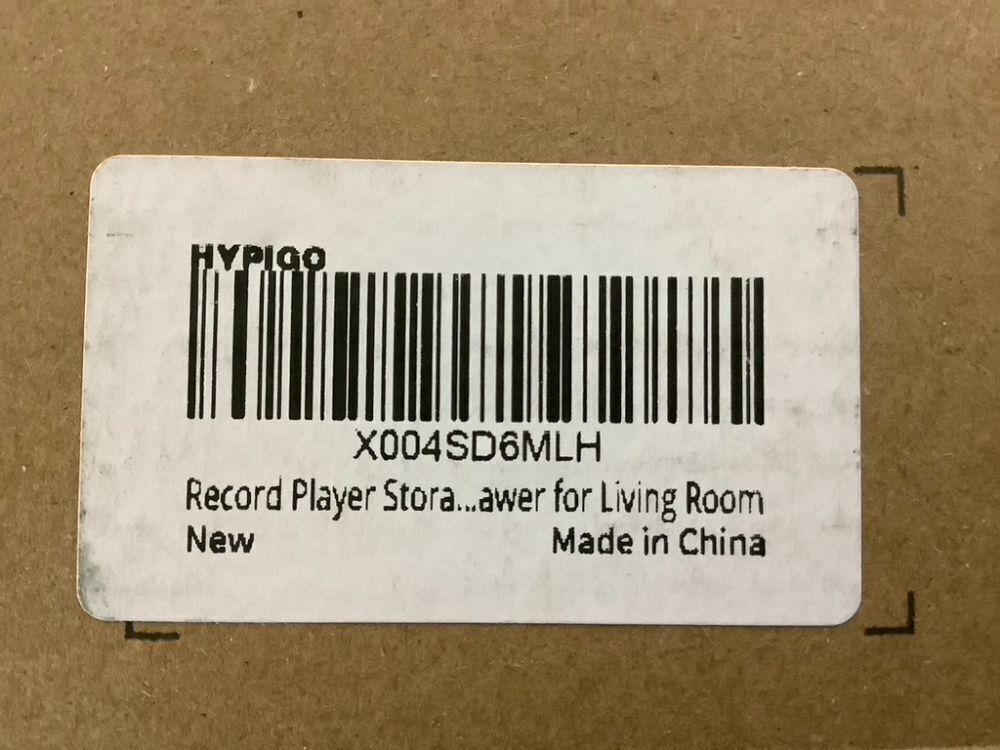 HYPIGO
X004SD6MLH
Record Player Stora...awer for Living Room
New Made in China